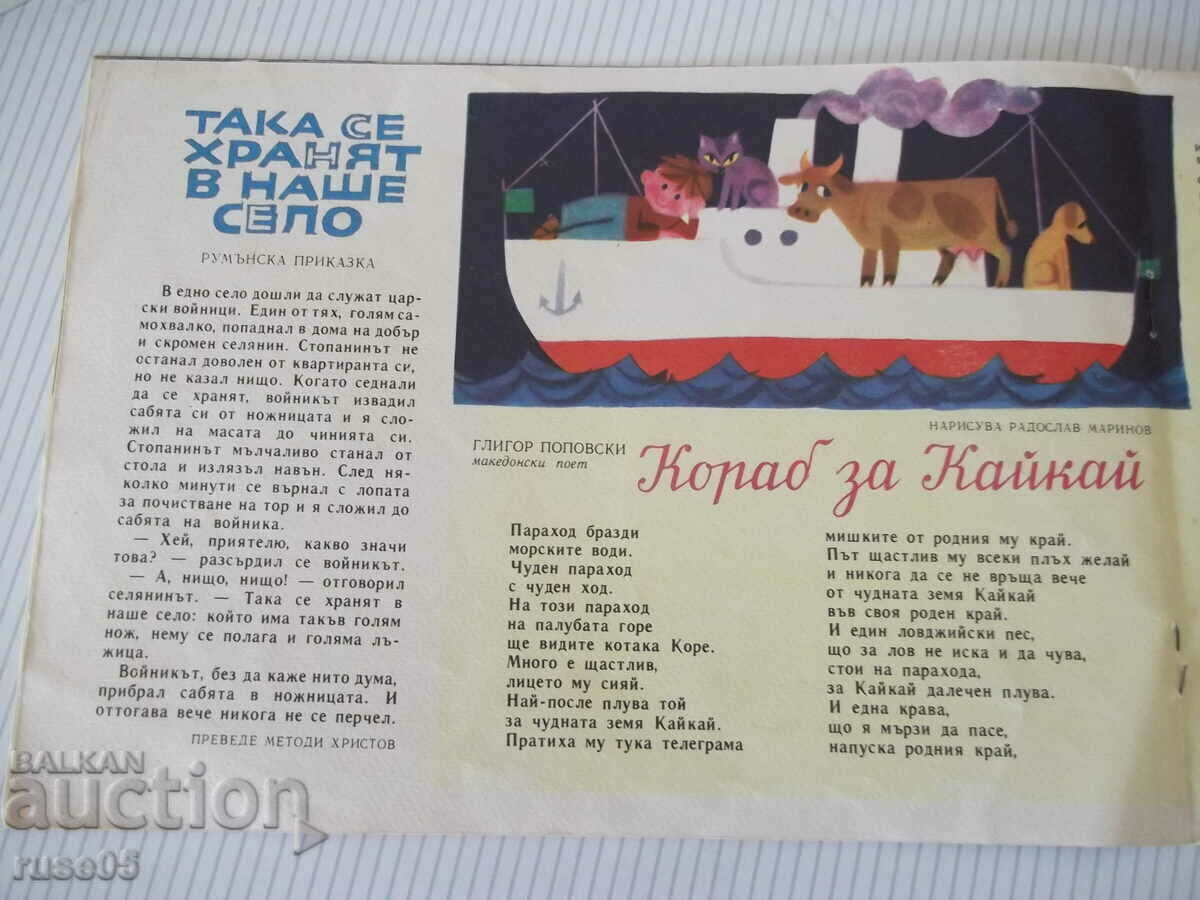 ТАКА СЕ
ХРАНЯТ
В НАШЕ
СЕЛО
РУМЪНСКА ПРИКАЗКА
В едно село дошли да служат цар-
ски войници. Един от тях, голям са-
мохвалко, попаднал в дома на добър
и скромен селянин. Стопанинът не
останал доволен от квартиранта си,
но не казал нищо. Когато седнали
да се хранят, войникът извадил
сабята си от ножницата и я сло-
жил на масата до чинията си.
Стопанинът мълчаливо станал от
стола и излязъл навън. След ня-
колко минути се върнал с лопата
за почистване на тор и я сложил до
сабята на войника.
— Хей, приятелю, какво значи
това? — разсърдил се войникът.
— А, нищо, нищо! — отговорил
селянинът. — Така се хранят в
наше село: който има такъв голям
нож, нему се полага и голяма лъ-
жица.
Войникът, без да каже нито дума,
прибрал сабята в ножницата. И
оттогава вече никога не се перчел.
ПРЕВЕДЕ МЕТОДИ ХРИСТОВ
НАРИСУВА РАДОСЛАВ МАРИНОВ
ГЛИГОР ПОПОВСКИ
македонски поет
Кораб за Кайкай
Параход бразди
морските води.
Чуден параход
с чуден ход.
На този параход
на палубата горе
ще видите котака Коре.
Много е щастлив,
лицето му сияй.
Най-после плува той
за чудната земя Кайкай.
Пратиха му тука телеграма
мишките от родния му край.
Път щастлив му всеки плъх желай
и никога да се не връща вече
от чудната земя Кайкай
във своя роден край.
И един ловджийски пес,
що за лов не иска и да чува,
стои на парахода,
за Кайкай далечен плува.
И една крава,
що я мързи да пасе,
напуска родния край,
BALKAN
auction
ruse05